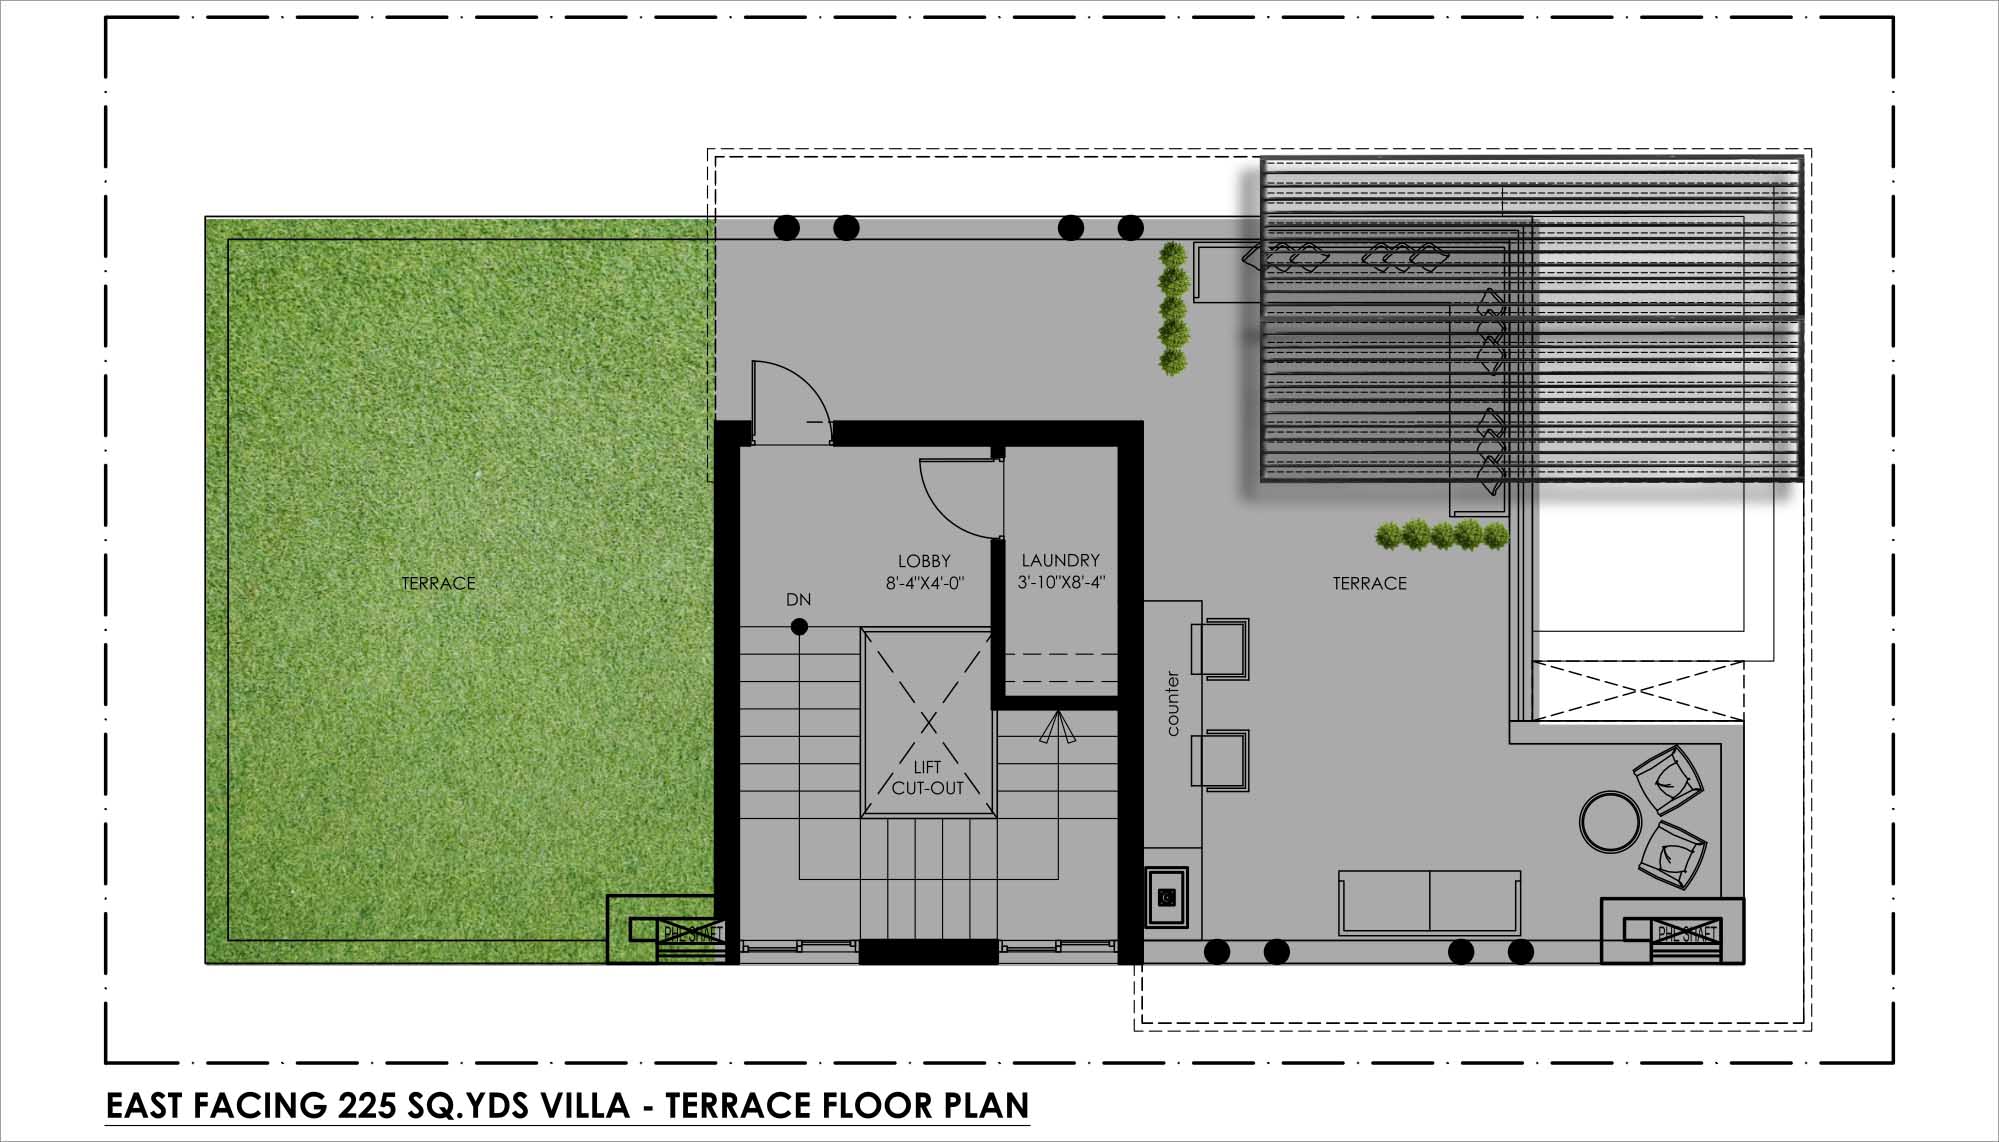 LOBBY
8'-4"X4'-0"
LAUNDRY
3'-10"X8'-4"
TERRACE
TERRACE
DN
counter
LIFT
CUT-OUT
PHE SHAFT
PHE SHAFT
EAST FACING 225 SQ.YDS VILLA - TERRACE FLOOR PLAN